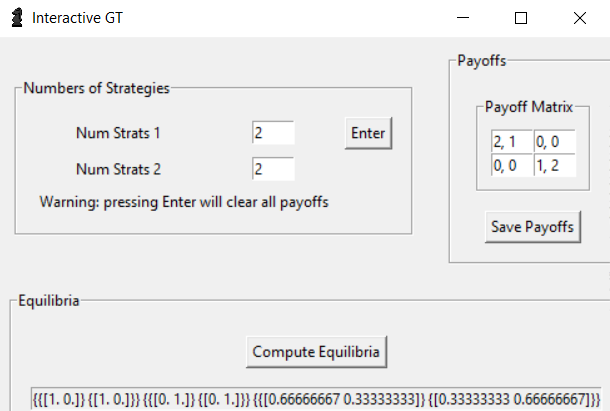 Interactive GT
Numbers of Strategies
Num Strats 1 2 Enter
Num Strats 2 2
Warning: pressing Enter will clear all payoffs
Payoffs
Payoff Matrix
2, 1 0, 0
0, 0 1, 2
Save Payoffs
Equilibria
Compute Equilibria
{{[1. 0.]} {[1. 0.]}} {{[0. 1.]} {[0. 1.]}} {{[0.66666667 0.33333333]} {[0.33333333 0.66666667]}}